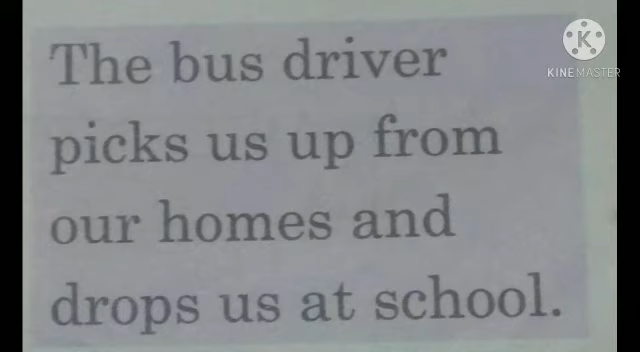 The bus driver
picks us up from
our homes and
drops us at school.
K
KINEMASTER